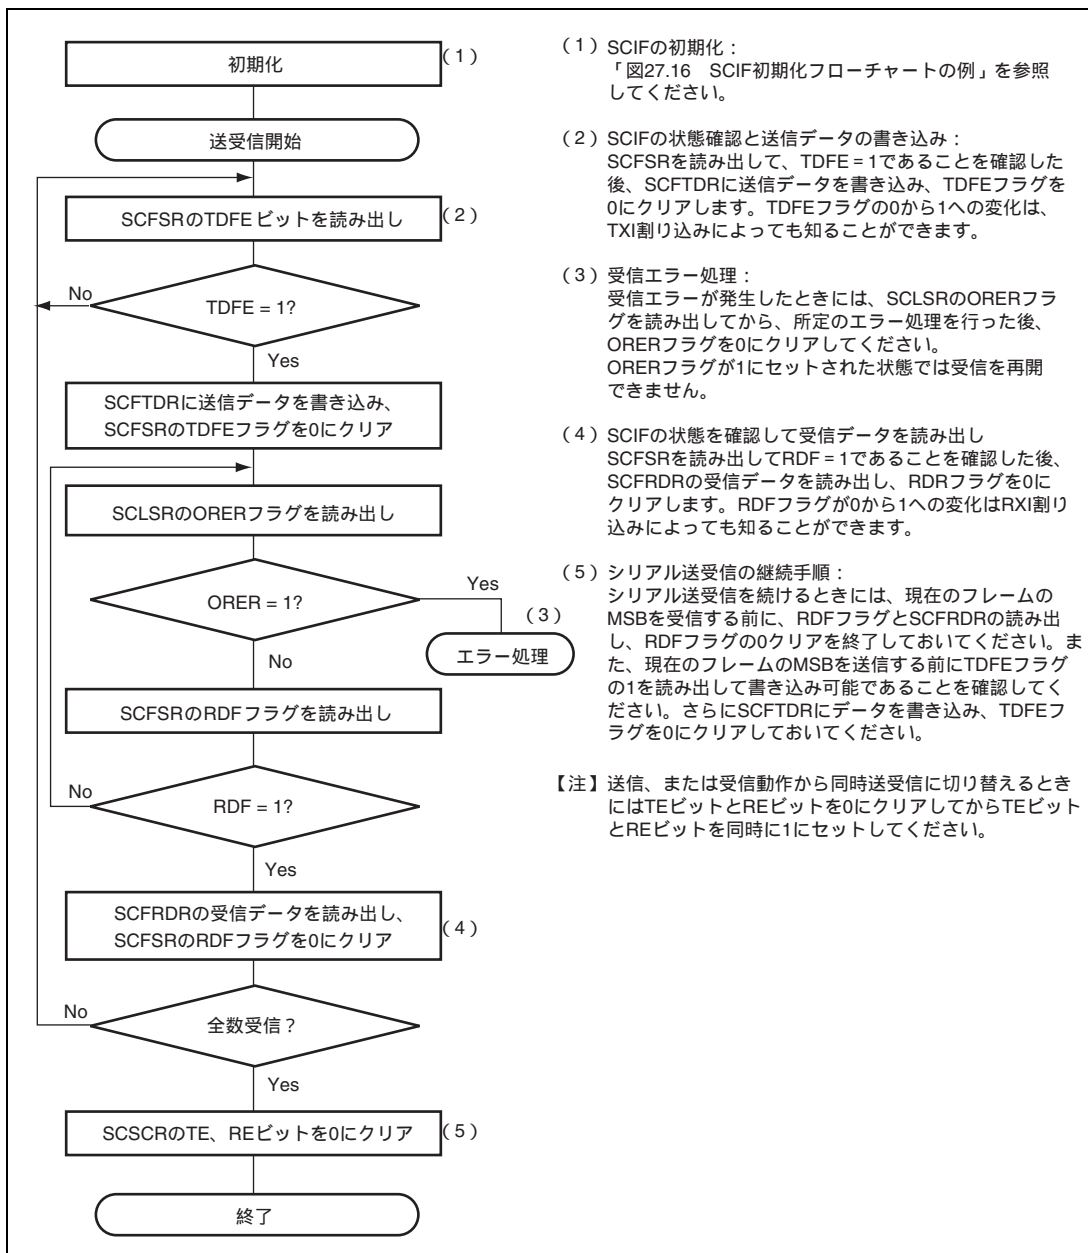 初期化
(1)
送受信開始
SCFSRのTDFE ビットを読み出し
(2)
TDFE = 1?
No
Yes
SCFTDRに送信データを書き込み、
SCFSRのTDFEフラグを0にクリア
SCLSRのORERフラグを読み出し
ORER = 1?
Yes
(3)
エラー処理
No
SCFSRのRDFフラグを読み出し
RDF = 1?
No
Yes
SCFRDRの受信データを読み出し、
SCFSRのRDFフラグを0にクリア
(4)
全数受信？
No
Yes
SCSCRのTE、REビットを0にクリア
(5)
終了
(1) SCIFの初期化：
「図27.16　SCIF初期化フローチャートの例」を参照
してください。
(2) SCIFの状態確認と送信データの書き込み：
SCFSRを読み出して、TDFE = 1であることを確認した
後、SCFTDRに送信データを書き込み、TDFEフラグを
0にクリアします。TDFEフラグの0から1への変化は、
TXI割り込みによっても知ることができます。
(3) 受信エラー処理：
受信エラーが発生したときには、SCLSRのORERフラ
グを読み出してから、所定のエラー処理を行った後、
ORERフラグを0にクリアしてください。
ORERフラグが1にセットされた状態では受信を再開
できません。
(4) SCIFの状態を確認して受信データを読み出し
SCFSRを読み出してRDF = 1であることを確認した後、
SCFRDRの受信データを読み出し、RDRフラグを0に
クリアします。RDFフラグが0から1への変化はRXI割り
込みによっても知ることができます。
(5) シリアル送受信の継続手順：
シリアル送受信を続けるときには、現在のフレームの
MSBを受信する前に、RDFフラグとSCFRDRの読み出
し、RDFフラグの0クリアを終了しておいてください。ま
た、現在のフレームのMSBを送信する前にTDFEフラグ
の1を読み出して書き込み可能であることを確認してく
ださい。さらにSCFTDRにデータを書き込み、TDFEフ
ラグを0にクリアしておいてください。
【注】送信、または受信動作から同時送受信に切り替えるとき
にはTEビットとREビットを0にクリアしてからTEビット
とREビットを同時に1にセットしてください。